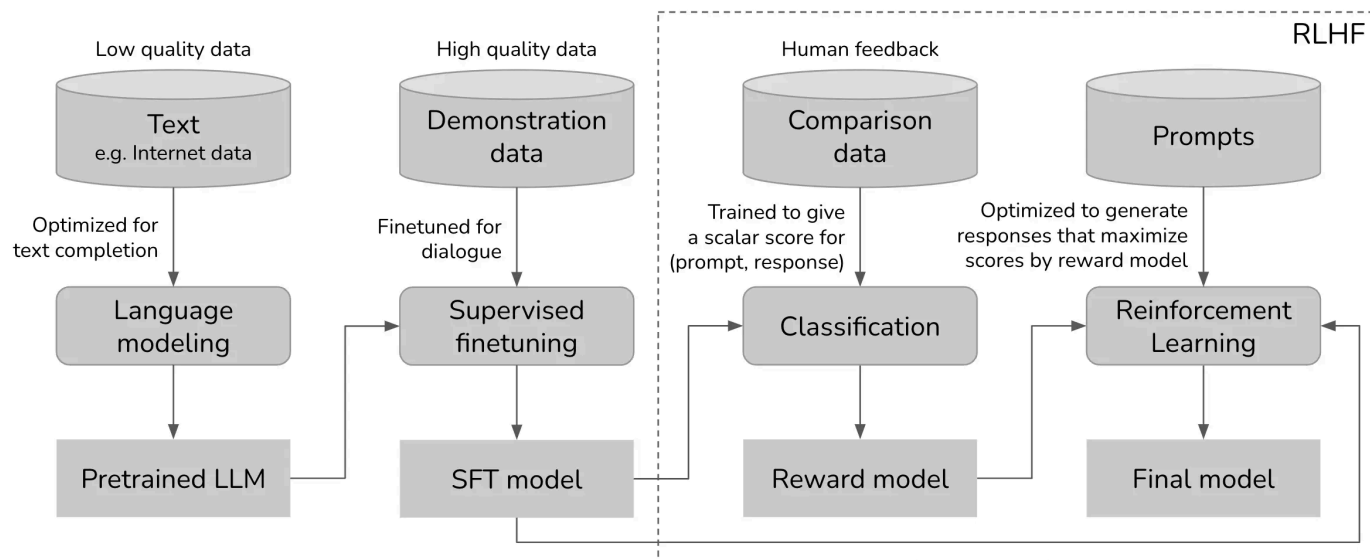 RLHF
Low quality data
Text
e.g. Internet data
Optimized for
text completion
Language
modeling
Pretrained LLM
High quality data
Demonstration
data
Finetuned for
dialogue
Supervised
finetuning
SFT model
Human feedback
Comparison
data
Trained to give
a scalar score for
(prompt, response)
Classification
Reward model
Prompts
Optimized to generate
responses that maximize
scores by reward model
Reinforcement
Learning
Final model